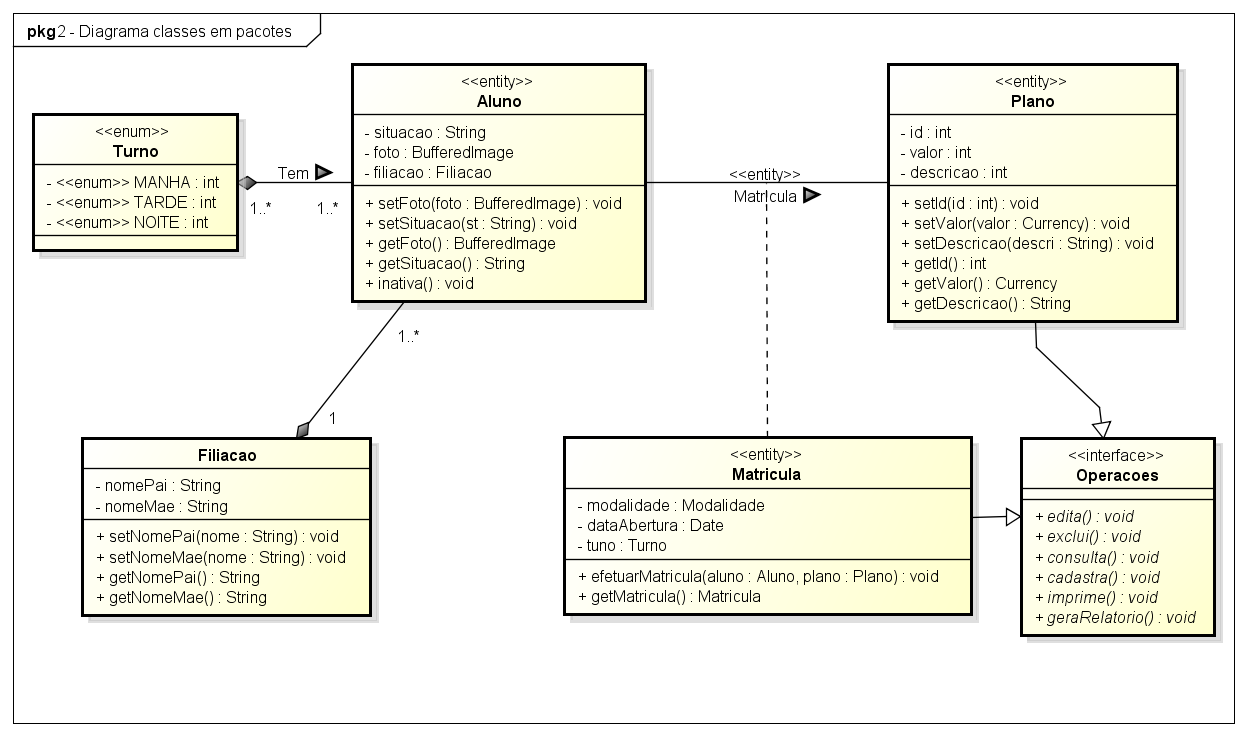 pkg 2 - Diagrama classes em pacotes
<<enum>>
Turno
- <<enum>> MANHA : int
- <<enum>> TARDE : int
- <<enum>> NOITE : int
Tem
1..*
1..*
<<entity>>
Aluno
- situacao : String
- foto : BufferedImage
- filiacao : Filiacao
+ setFoto(foto : BufferedImage) : void
+ setSituacao(st : String) : void
+ getFoto() : BufferedImage
+ getSituacao() : String
+ inativa() : void
<<entity>>
Matrícula
<<entity>>
Plano
- id : int
- valor : int
- descricao : int
+ setId(id : int) : void
+ setValor(valor : Currency) : void
+ setDescricao(descri : String) : void
+ getId() : int
+ getValor() : Currency
+ getDescricao() : String
1..*
1
Filiacao
- nomePai : String
- nomeMae : String
+ setNomePai(nome : String) : void
+ setNomeMae(nome : String) : void
+ getNomePai() : String
+ getNomeMae() : String
<<entity>>
Matricula
- modalidade : Modalidade
- dataAbertura : Date
- tuno : Turno
+ efetuarMatricula(aluno : Aluno, plano : Plano) : void
+ getMatricula() : Matricula
<<interface>>
Operacoes
+ edita() : void
+ exclui() : void
+ consulta() : void
+ cadastra() : void
+ imprime() : void
+ geraRelatorio() : void